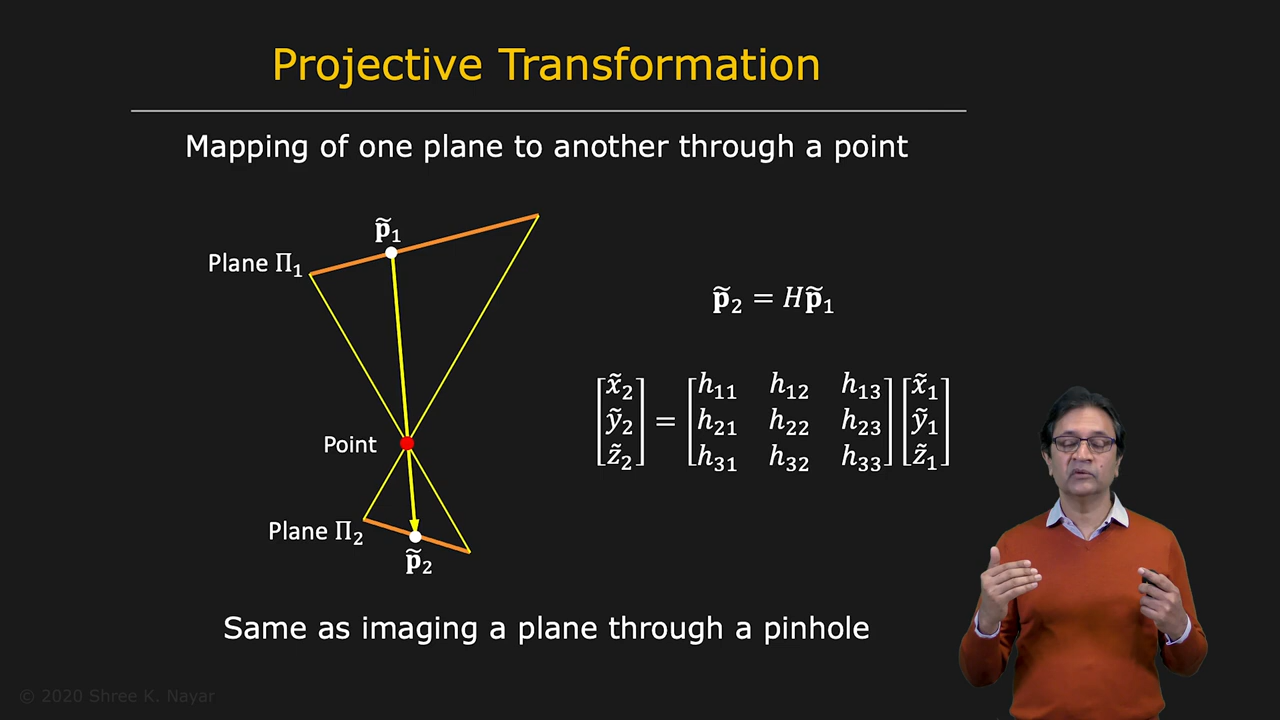 Projective Transformation
Mapping of one plane to another through a point
p̃₁
Plane Π₁
p̃₂ = Hp̃₁
[x̃₂ ỹ₂ z̃₂] = [h₁₁ h₁₂ h₁₃ h₂₁ h₂₂ h₂₃ h₃₁ h₃₂ h₃₃] [x̃₁ ỹ₁ z̃₁]
Point
Plane Π₂
p̃₂
Same as imaging a plane through a pinhole
© 2020 Shree K. Nayar